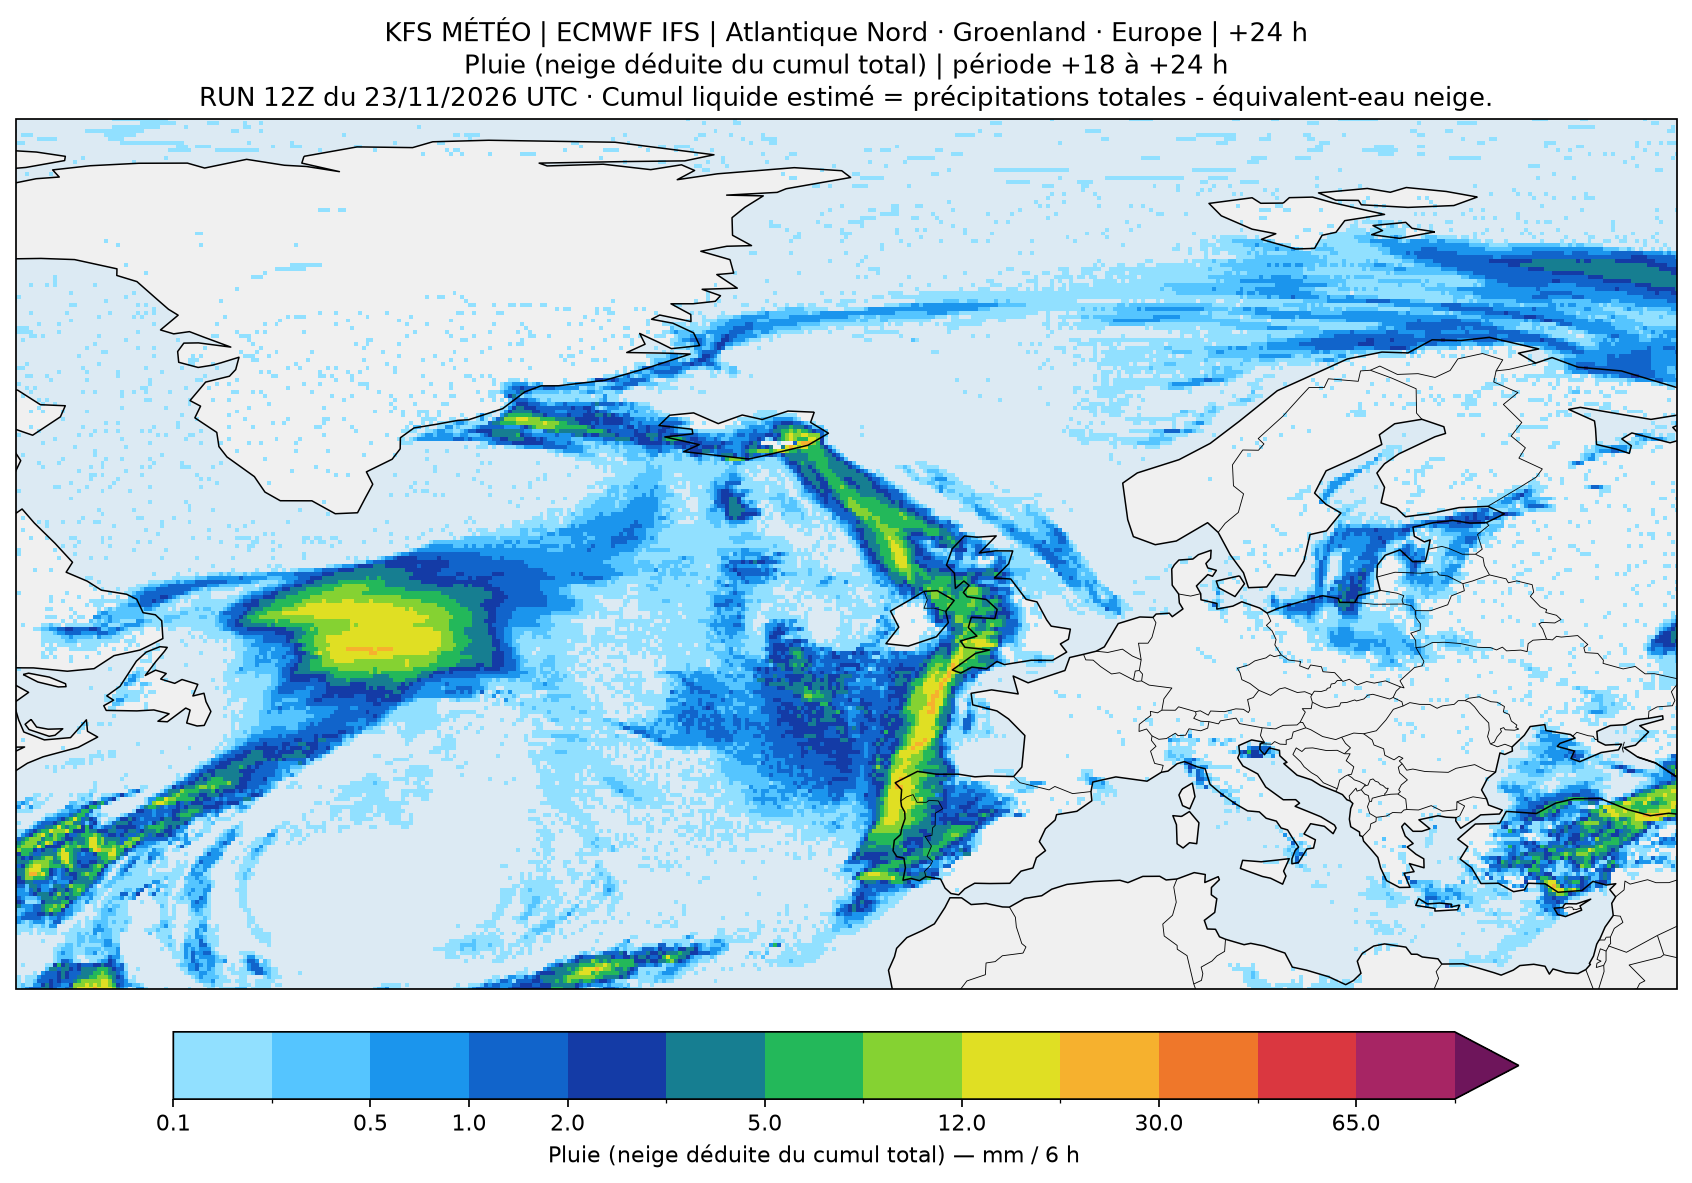 KFS MÉTÉO | ECMWF IFS | Atlantique Nord · Groenland · Europe | +24 h
Pluie (neige déduite du cumul total) | période +18 à +24 h
RUN 12Z du 23/11/2026 UTC · Cumul liquide estimé = précipitations totales - équivalent-eau neige.
0.1 0.5 1.0 2.0 5.0 12.0 30.0 65.0
Pluie (neige déduite du cumul total) — mm / 6 h